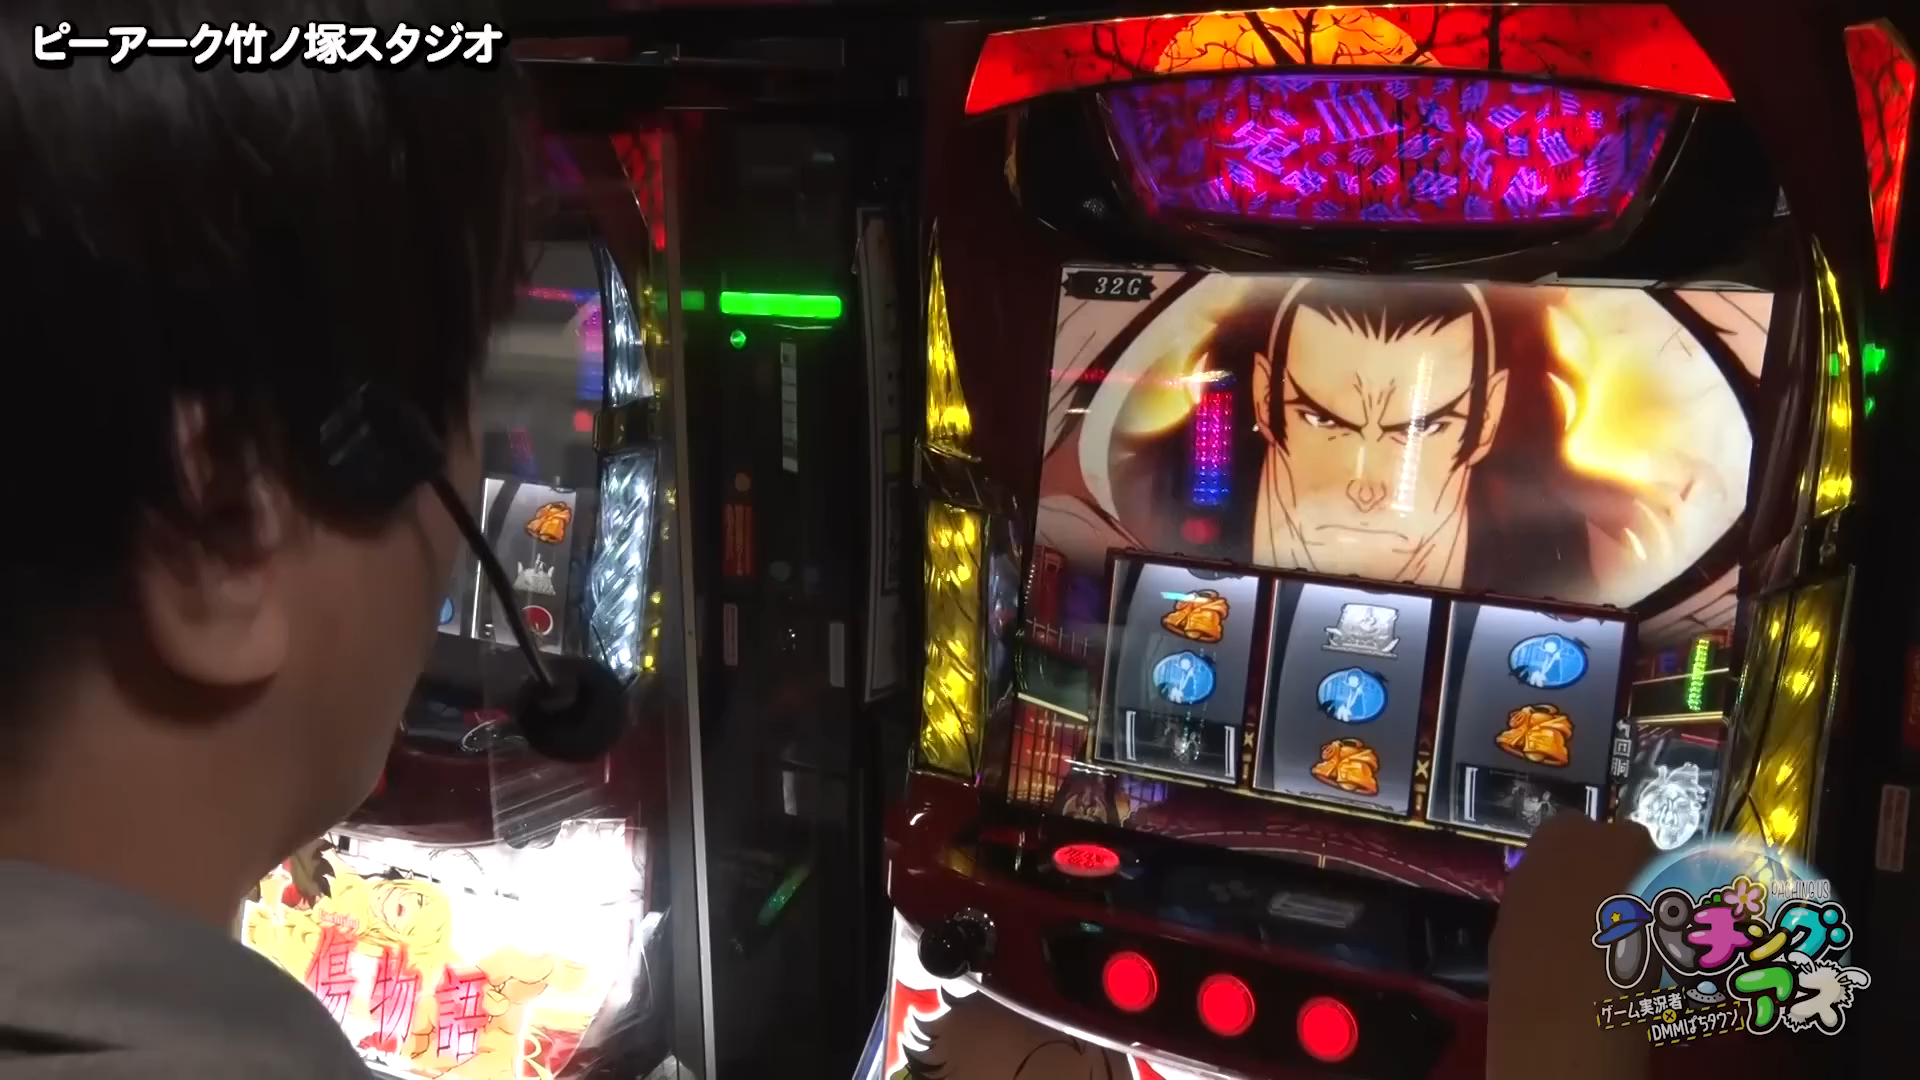 ピーアーク竹ノ塚スタジオ
32G
傷物語
PACHINGUS
パチングアス
ゲーム実況者
×
DMMぱちタウン